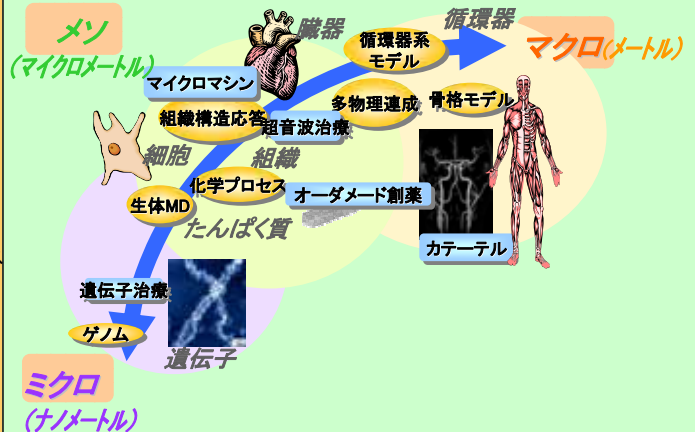 メソ
(マイクロメートル)
臓器
循環器
循環器系
モデル
マクロ(メートル)
マイクロマシン
組織構造応答
超音波治療
多物理連成
骨格モデル
細胞
組織
化学プロセス
オーダメード創薬
生体MD
たんぱく質
カテーテル
遺伝子治療
ゲノム
遺伝子
ミクロ
(ナノメートル)